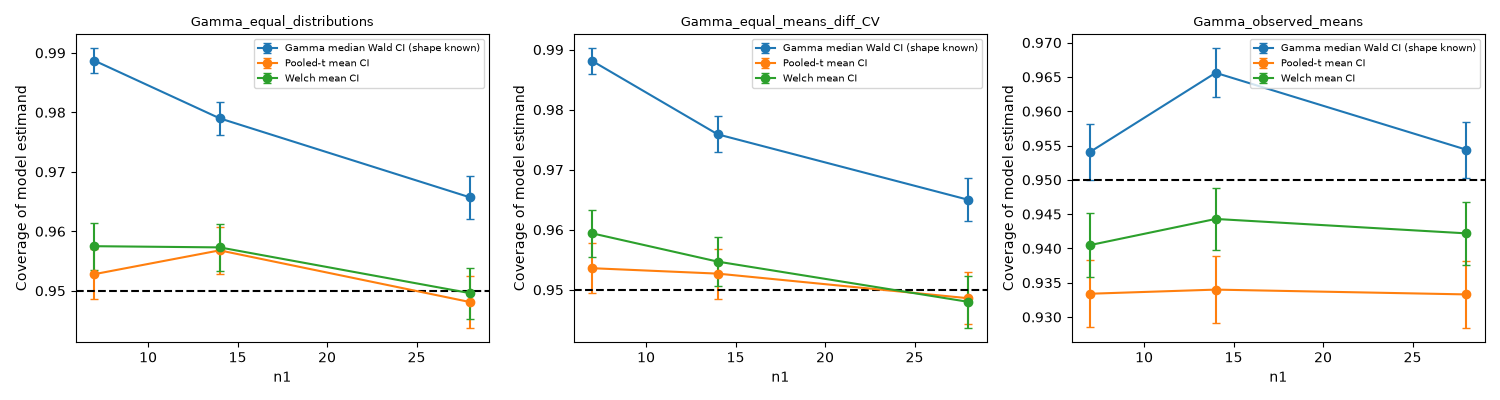 Gamma_equal_distributions
Coverage of model estimand
0.99
0.98
0.97
0.96
0.95
Gamma median Wald CI (shape known)
Pooled-t mean CI
Welch mean CI
10
15
20
25
n1
Gamma_equal_means_diff_CV
Coverage of model estimand
0.99
0.98
0.97
0.96
0.95
Gamma median Wald CI (shape known)
Pooled-t mean CI
Welch mean CI
10
15
20
25
n1
Gamma_observed_means
Coverage of model estimand
0.970
0.965
0.960
0.955
0.950
0.945
0.940
0.935
0.930
Gamma median Wald CI (shape known)
Pooled-t mean CI
Welch mean CI
10
15
20
25
n1